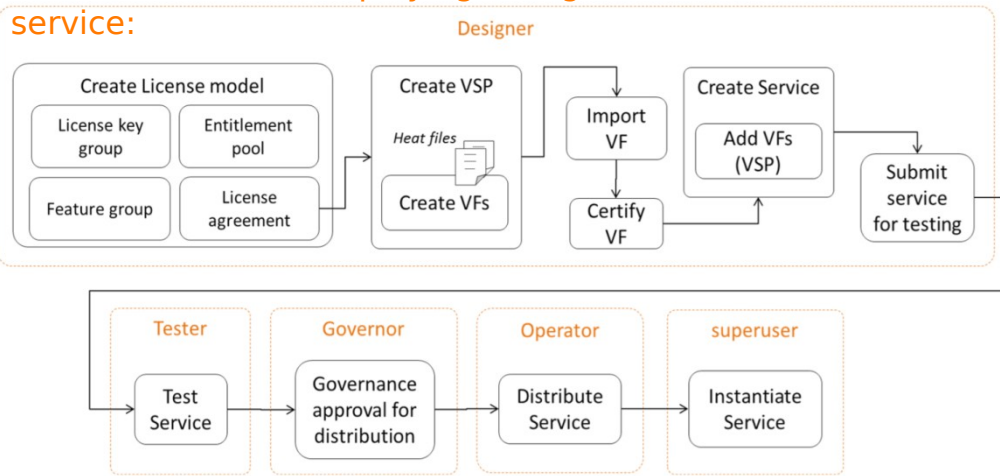 service:
Designer
Create License model
License key
group
Entitlement
pool
Feature group
License
agreement
Create VSP
Heat files
Create VFs
Import
VF
Certify
VF
Create Service
Add VFs
(VSP)
Submit
service
for testing
Tester
Test
Service
Governor
Governance
approval for
distribution
Operator
Distribute
Service
superuser
Instantiate
Service